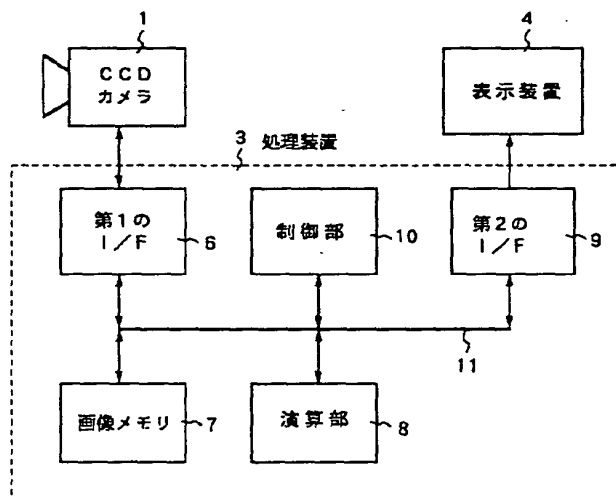 1
CCD
カメラ
4
表示装置
3 処理装置
第1の
I/F
6
制御部
10
第2の
I/F
9
11
画像メモリ
7
演算部
8